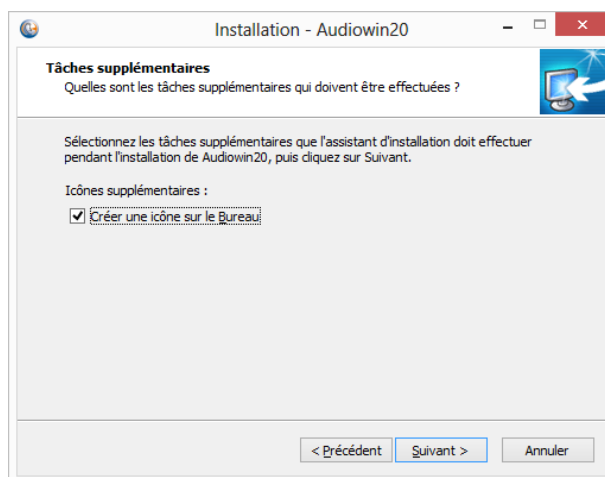 Installation - Audiowin20
Tâches supplémentaires
Quelles sont les tâches supplémentaires qui doivent être effectuées ?
Sélectionnez les tâches supplémentaires que l'assistant d'installation doit effectuer
pendant l'installation de Audiowin20, puis cliquez sur Suivant.
Icônes supplémentaires :
Créer une icône sur le Bureau
< Précédent
Suivant >
Annuler